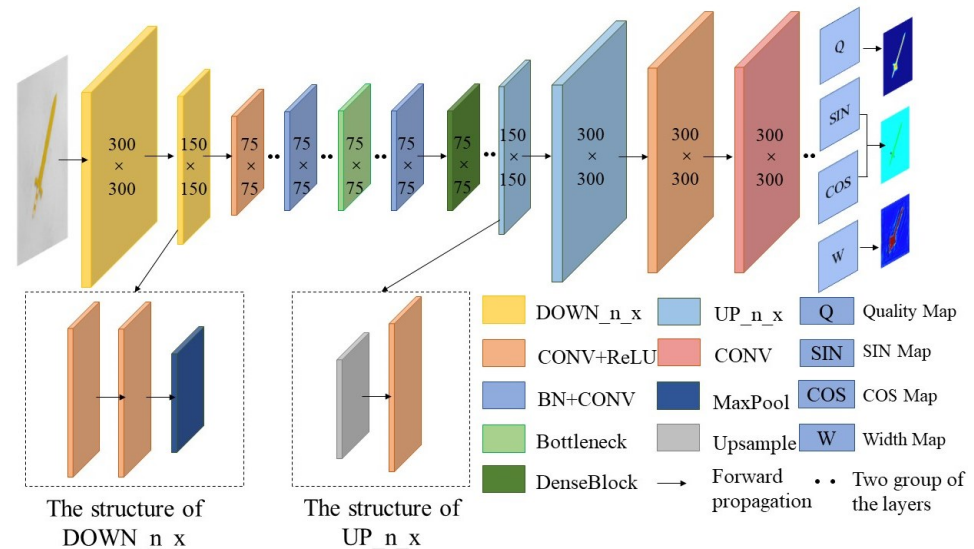 300
×
300
150
×
150
75
×
75
75
×
75
75
×
75
75
×
75
75
×
75
150
×
150
300
×
300
300
×
300
300
×
300
Q
SIN
COS
W
The structure of
DOWN_n_x
The structure of
UP_n_x
DOWN_n_x
CONV+ReLU
BN+CONV
Bottleneck
DenseBlock
UP_n_x
CONV
MaxPool
Upsample
Forward
propagation
Q Quality Map
SIN SIN Map
COS COS Map
W Width Map
Two group of
the layers